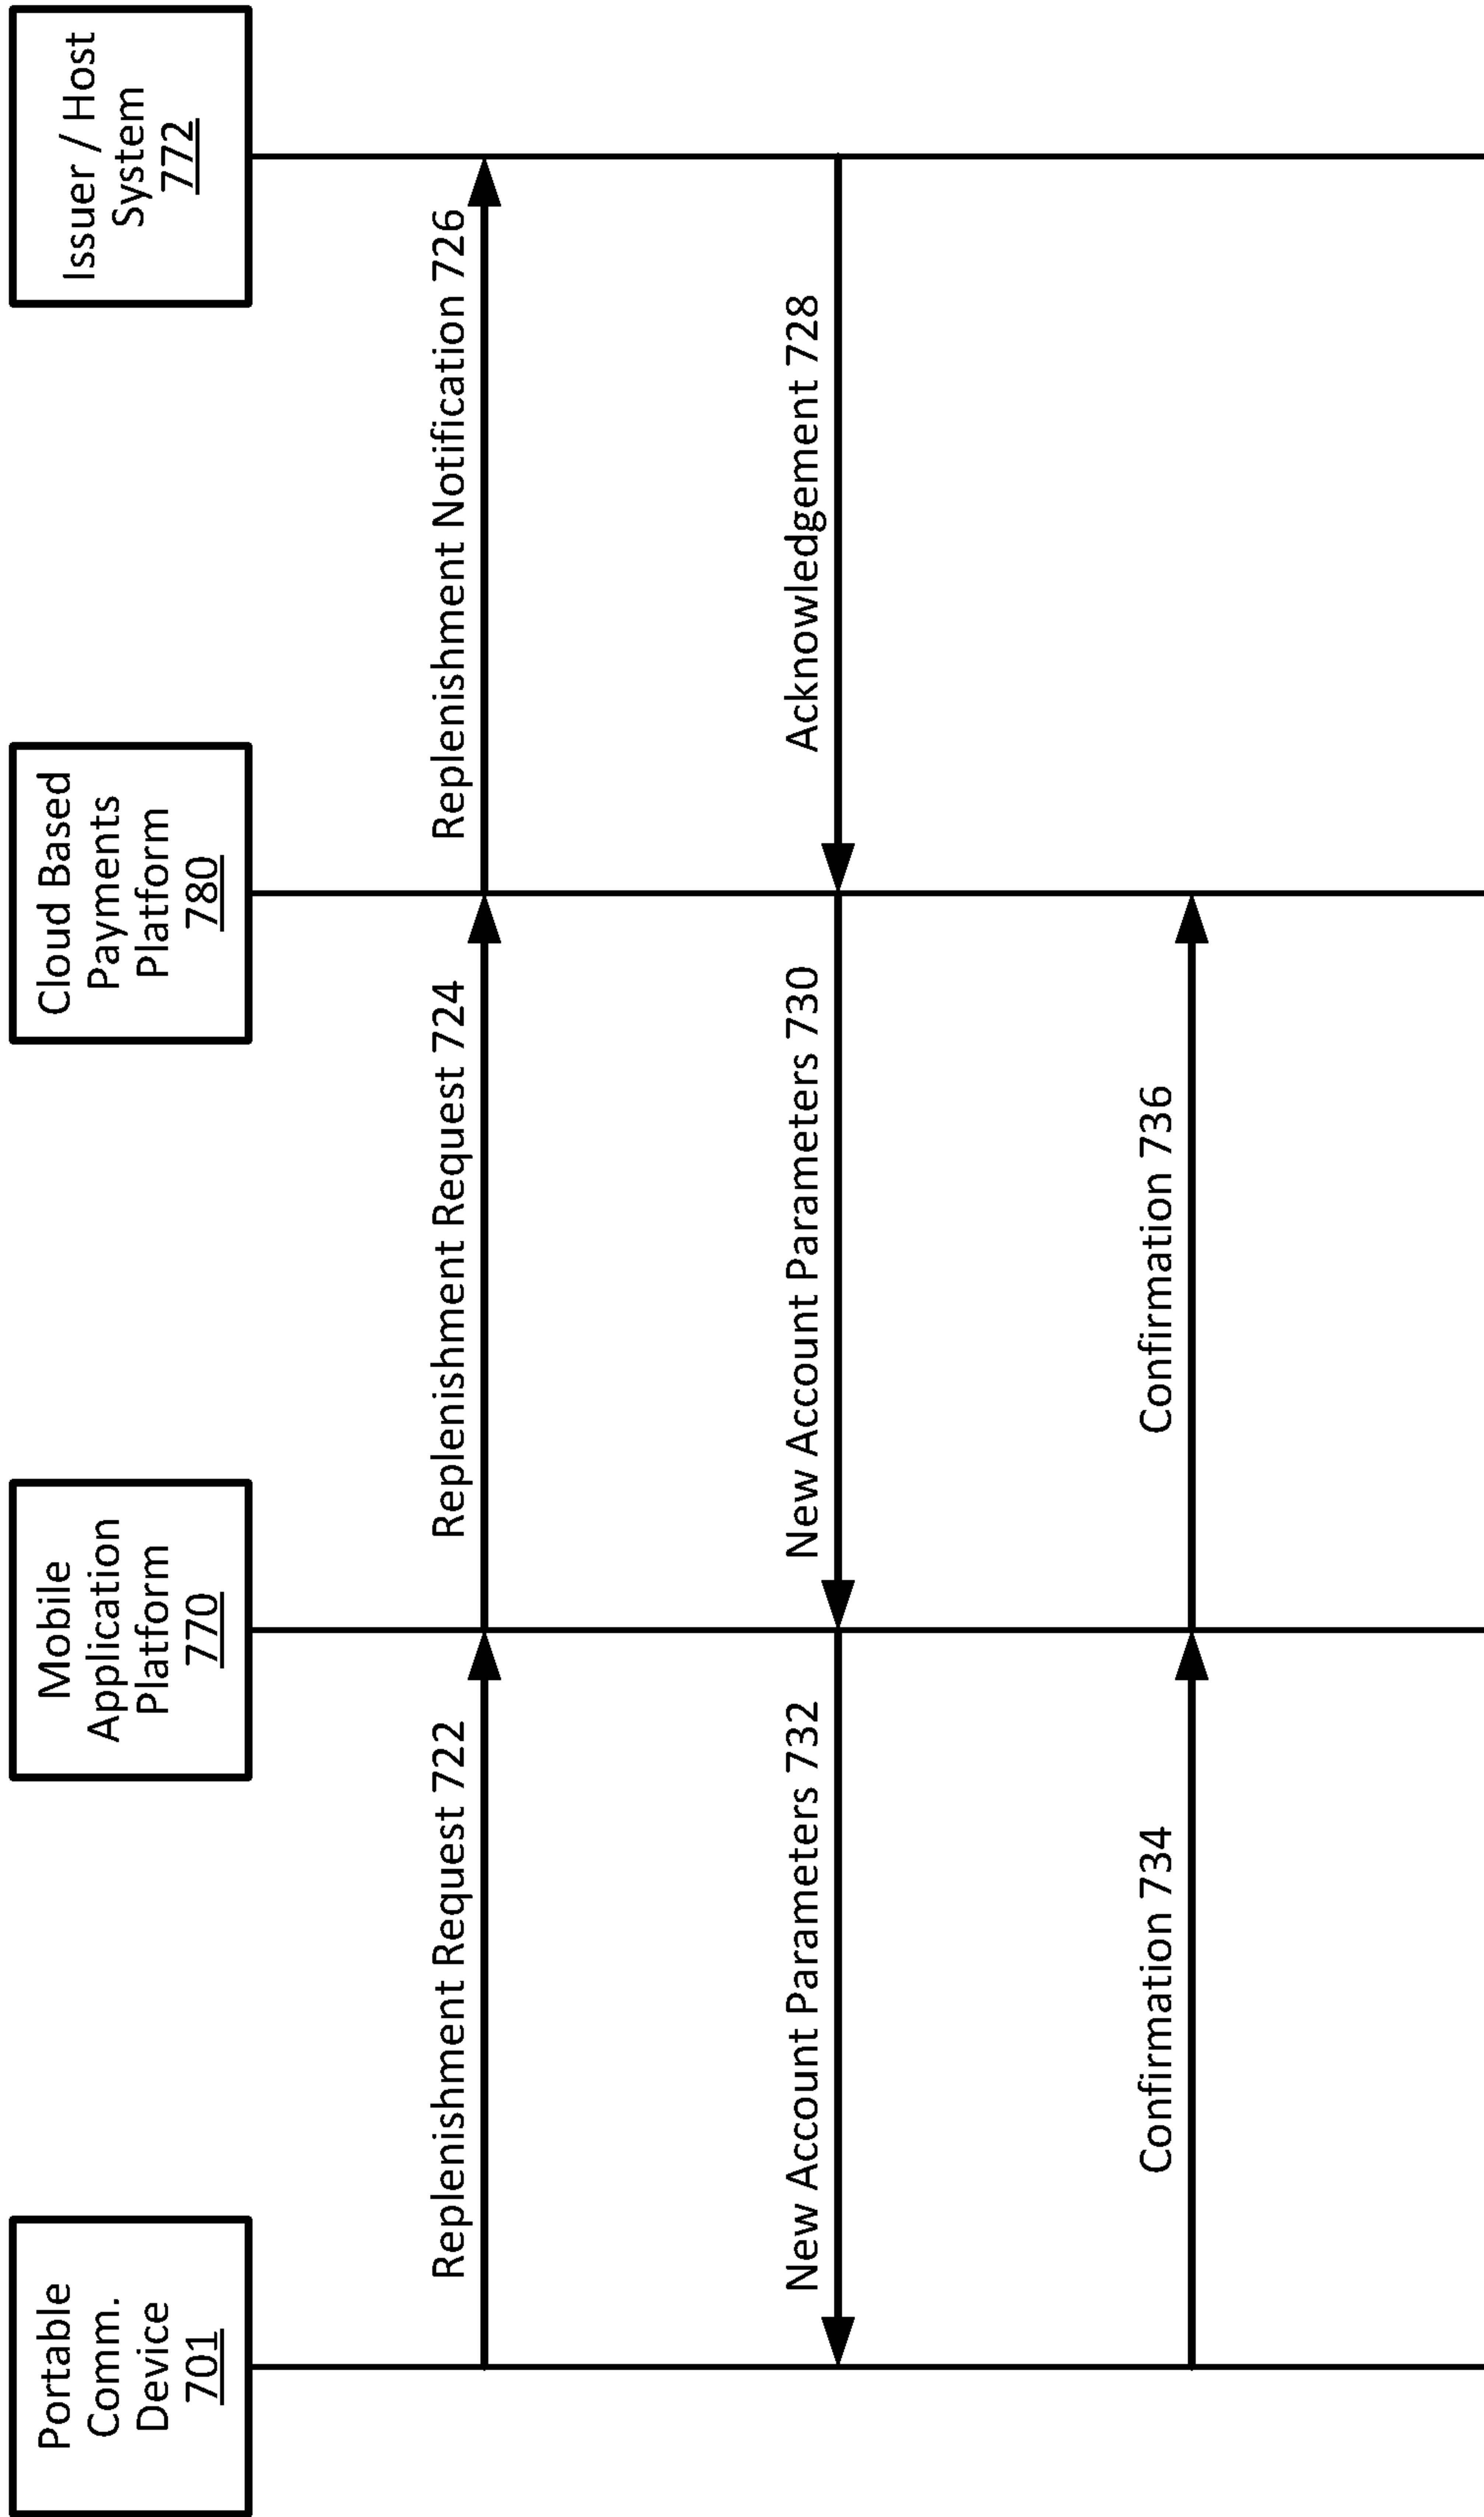 Portable
Comm.
Device
701
Mobile
Application
Platform
770
Cloud Based
Payments
Platform
780
Issuer / Host
System
772
Replenishment Request 722
Replenishment Request 724
Replenishment Notification 726
New Account Parameters 732
New Account Parameters 730
Acknowledgement 728
Confirmation 734
Confirmation 736